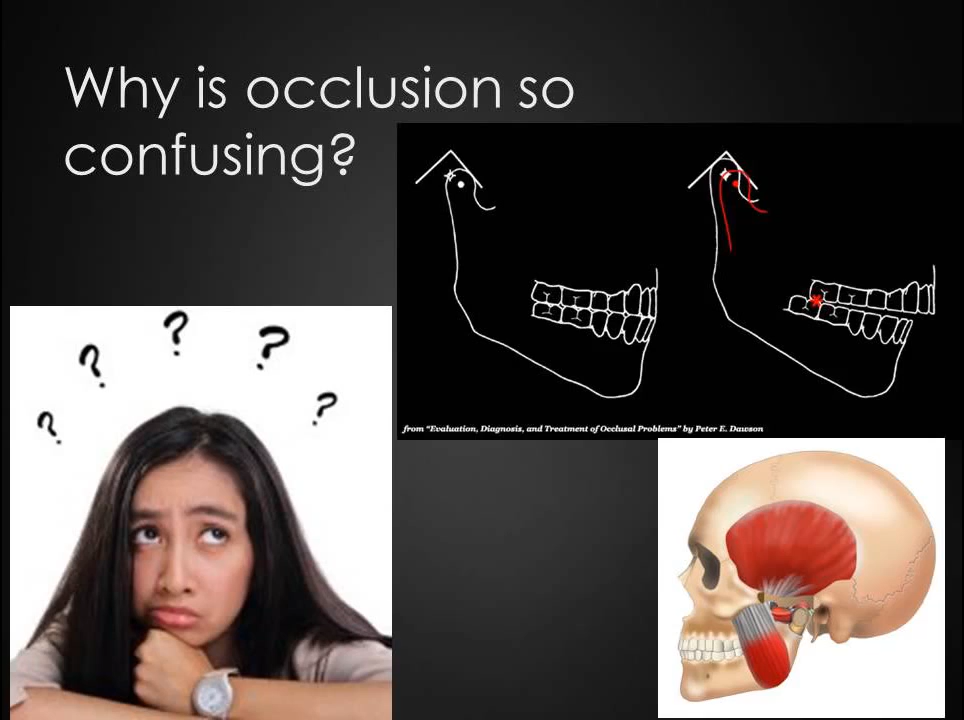 Why is occlusion so
confusing?
? ? ? ? ?
from "Evaluation, Diagnosis, and Treatment of Occlusal Problems" by Peter E. Dawson